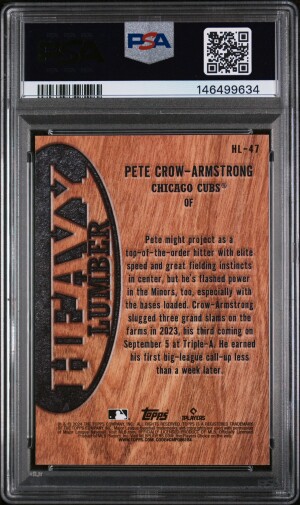 PSA
PSA
146499634
HL-47
PETE CROW-ARMSTRONG
CHICAGO CUBS®
OF
HEAVY
LUMBER
Pete might project as a
top-of-the-order hitter with elite
speed and great fielding instincts
in center, but he's flashed power
in the Minors, too, especially with
the bases loaded. Crow-Armstrong
slugged three grand slams on the
farms in 2023, his third coming on
September 5 at Triple-A. He earned
his first big-league call-up less
than a week later.
Topps
PLAYERS